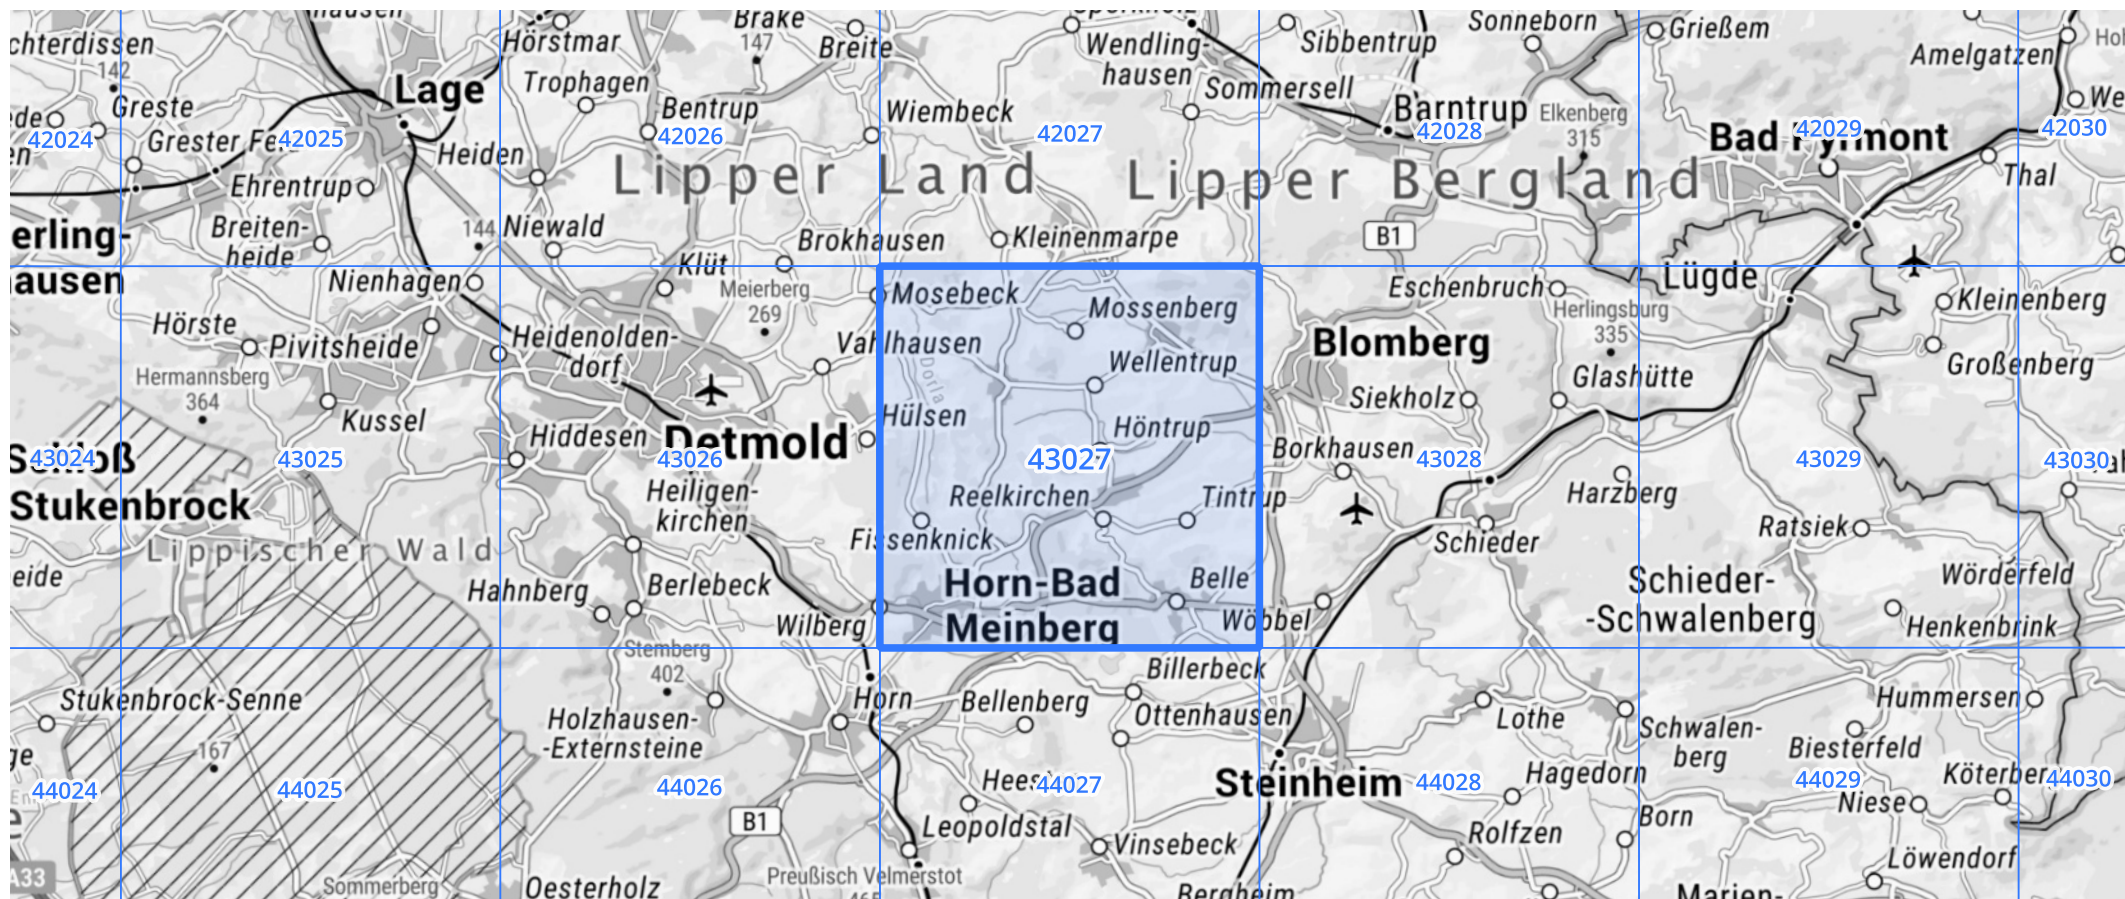 hausen
Brake
147
Hörstmar
Breite
Wendling-
hausen
Sibbentrup
Sonneborn
Grießem
Amelgatzen
chterdissen
142
Greste
Lage
Trophagen
Bentrup
Wiembeck
Sommersell
Barntrup
Elkenberg
315
Bad Pyrmont
42024
Grester Fe
42025
Heiden
42026
42027
42028
42029
42030
Ehrentrup
Lipper Land
Lipper Bergland
Thal
erling-
hausen
Breiten-
heide
144
Niewald
Brokhausen
Kleinenmarpe
B1
Nienhagen
Klüt
Meierberg
269
Mosebeck
Mossenberg
Eschenbruch
Lügde
Herlingsburg
335
Kleinenberg
Hörste
Pivitsheide
Heidenolden-
dorf
Vahlhausen
Wellentrup
Blomberg
Großenberg
Hermannsberg
364
Kussel
Dorla
Siekholz
Glashütte
Hülsen
Höntrup
Hiddesen
Detmold
Borkhausen
Schloß
Stukenbrock
43024
43025
43026
43027
43028
43029
43030
Heiligen-
kirchen
Reelkirchen
Tintrup
Harzberg
Ratsiek
Lippischer Wald
Fissenknick
Schieder
eide
Hahnberg
Berlebeck
Horn-Bad
Meinberg
Belle
Schieder-
-Schwalenberg
Wörderfeld
Wilberg
Wöbbel
Henkenbrink
Stemberg
402
Billerbeck
Stukenbrock-Senne
Horn
Bellenberg
Ottenhausen
Lothe
Hummersen
Holzhausen-
-Externsteine
Schwalen-
berg
Biesterfeld
167
44024
44025
44026
44027
Steinheim
44028
Hagedorn
44029
44030
Niese
B1
Leopoldstal
Vinsebeck
Rolfzen
Born
Löwendorf
A33
Sommerberg
Oesterholz
Preußisch Velmerstot
Bergheim
Marien-